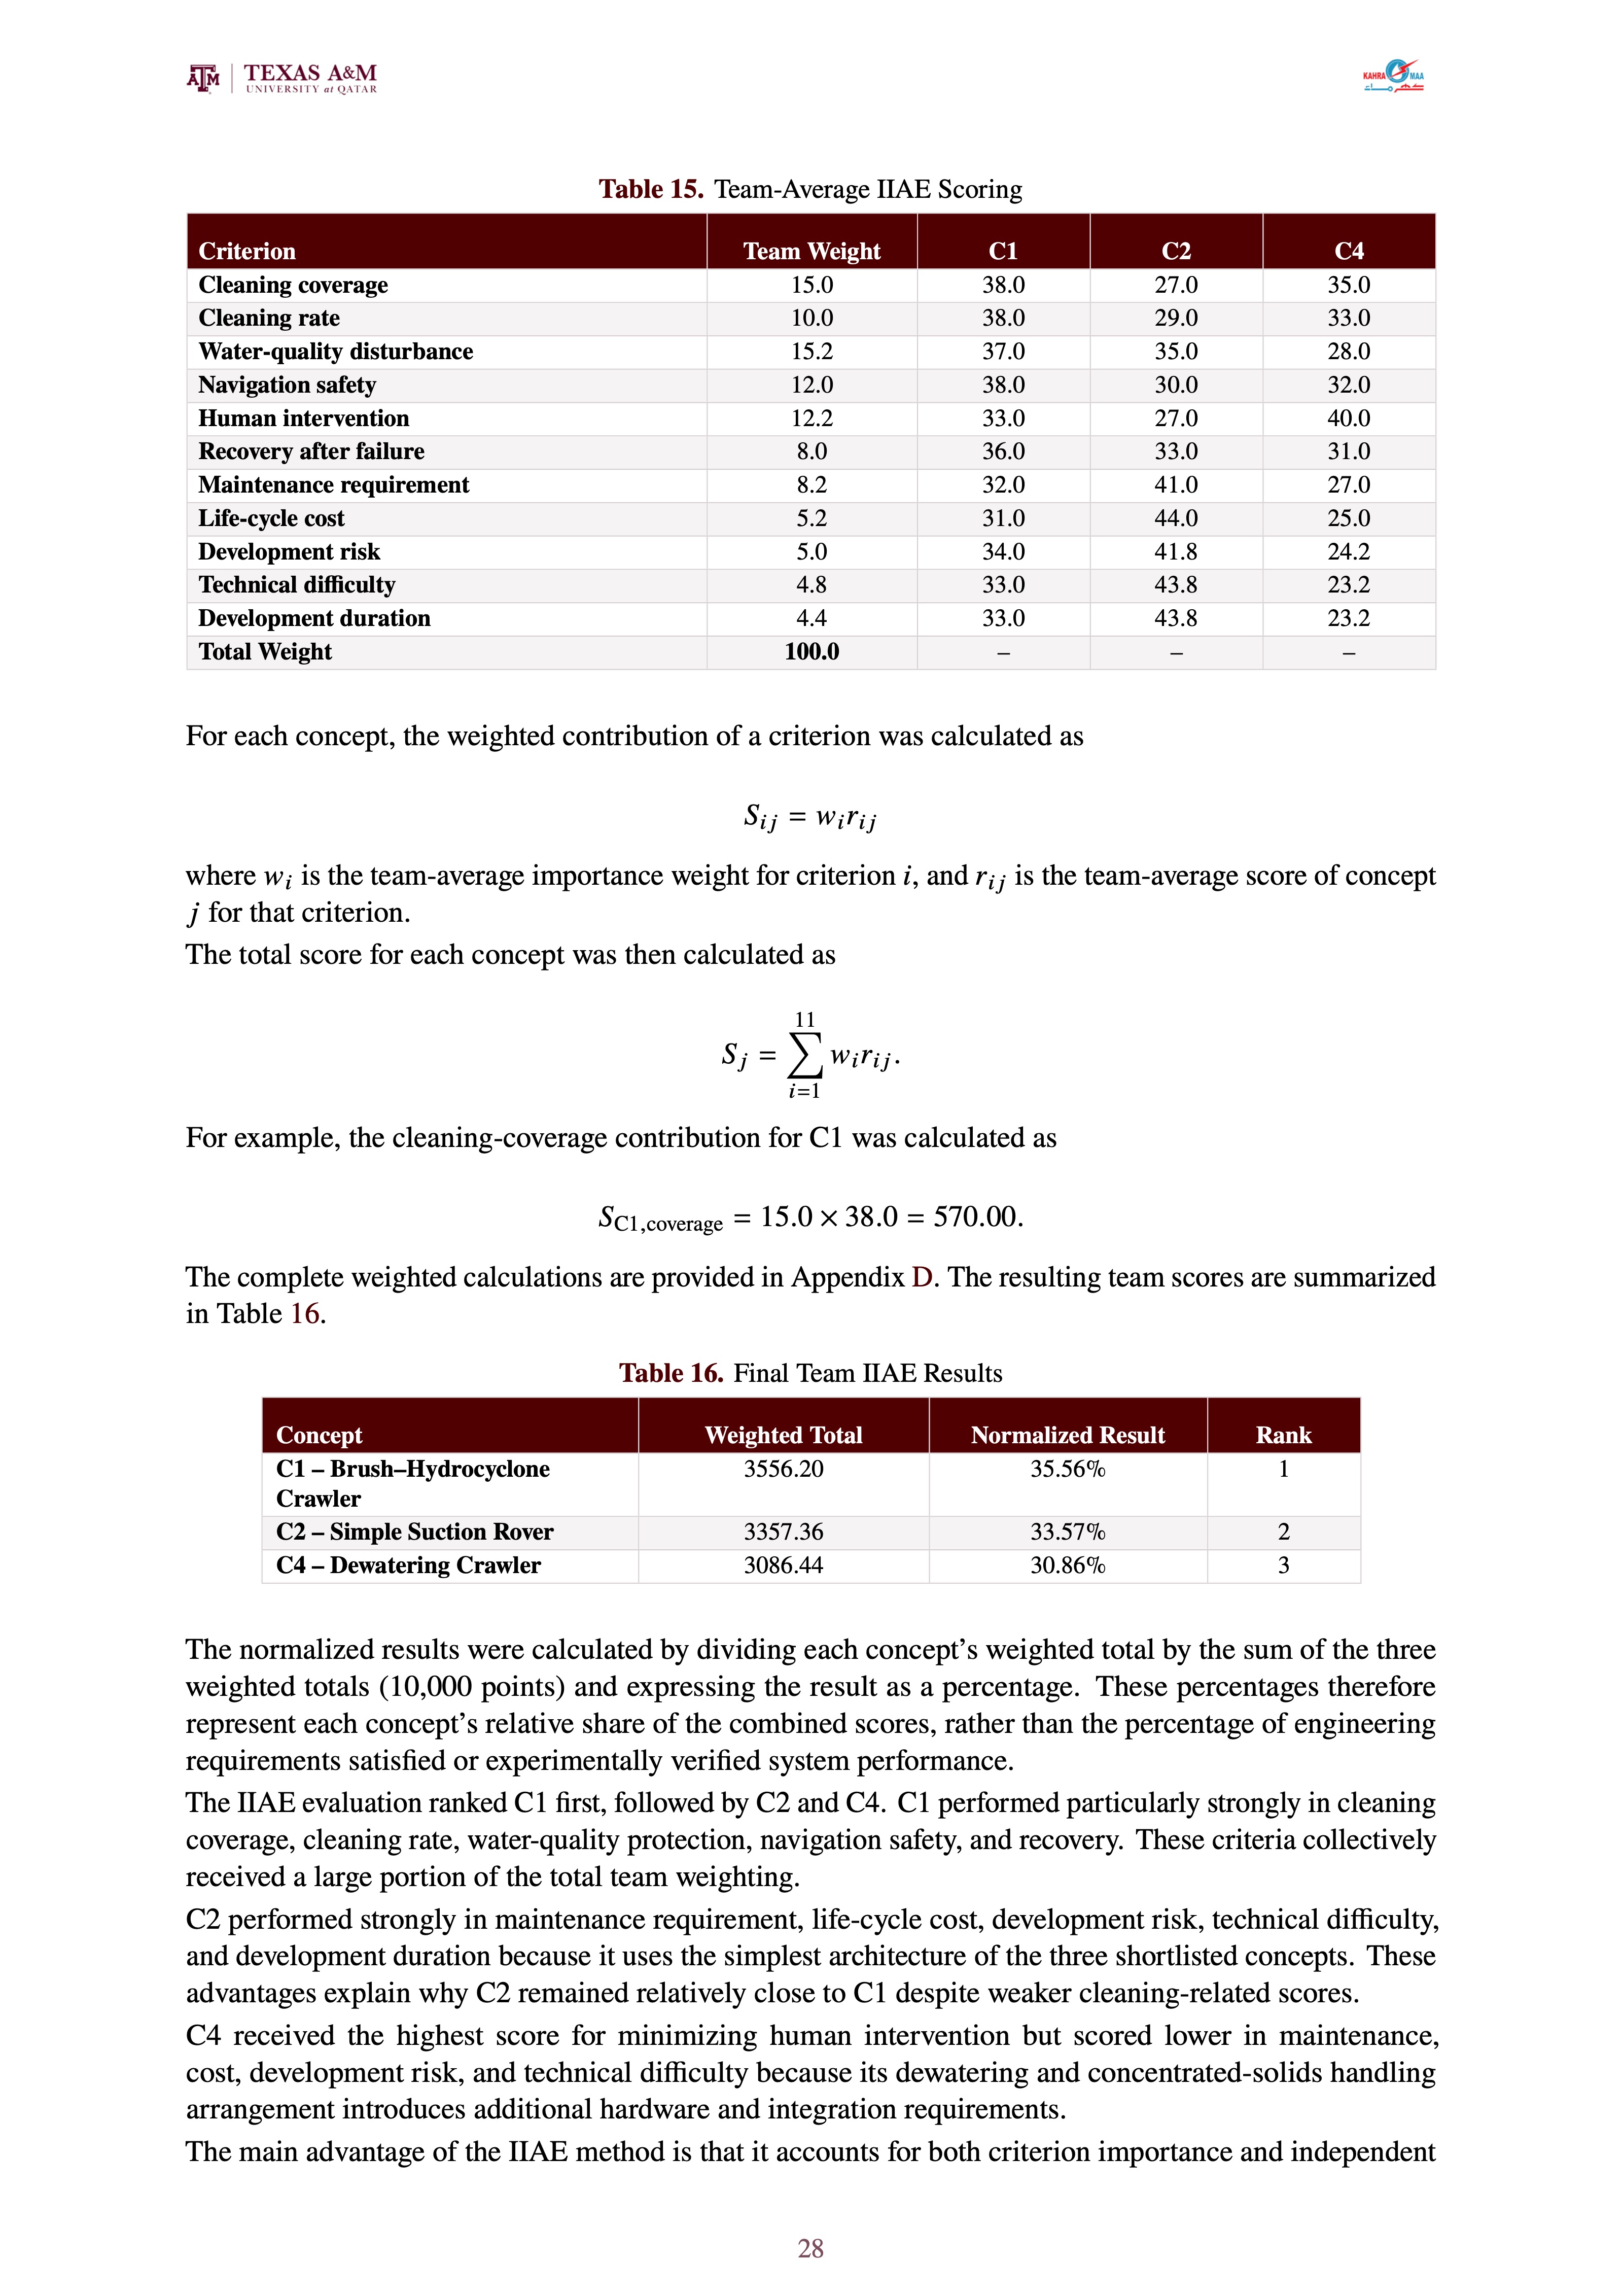 TEXAS A&M
UNIVERSITY at QATAR
KAHRA MAA
كهرماء
Table 15. Team-Average IIAE Scoring
Criterion Team Weight C1 C2 C4
Cleaning coverage 15.0 38.0 27.0 35.0
Cleaning rate 10.0 38.0 29.0 33.0
Water-quality disturbance 15.2 37.0 35.0 28.0
Navigation safety 12.0 38.0 30.0 32.0
Human intervention 12.2 33.0 27.0 40.0
Recovery after failure 8.0 36.0 33.0 31.0
Maintenance requirement 8.2 32.0 41.0 27.0
Life-cycle cost 5.2 31.0 44.0 25.0
Development risk 5.0 34.0 41.8 24.2
Technical difficulty 4.8 33.0 43.8 23.2
Development duration 4.4 33.0 43.8 23.2
Total Weight 100.0 – – –
For each concept, the weighted contribution of a criterion was calculated as
S_{ij} = w_i r_{ij}
where w_i is the team-average importance weight for criterion i, and r_{ij} is the team-average score of concept
j for that criterion.
The total score for each concept was then calculated as
S_j = \sum_{i=1}^{11} w_i r_{ij}.
For example, the cleaning-coverage contribution for C1 was calculated as
S_{C1,coverage} = 15.0 × 38.0 = 570.00.
The complete weighted calculations are provided in Appendix D. The resulting team scores are summarized
in Table 16.
Table 16. Final Team IIAE Results
Concept Weighted Total Normalized Result Rank
C1 – Brush–Hydrocyclone 3556.20 35.56% 1
Crawler
C2 – Simple Suction Rover 3357.36 33.57% 2
C4 – Dewatering Crawler 3086.44 30.86% 3
The normalized results were calculated by dividing each concept's weighted total by the sum of the three
weighted totals (10,000 points) and expressing the result as a percentage. These percentages therefore
represent each concept's relative share of the combined scores, rather than the percentage of engineering
requirements satisfied or experimentally verified system performance.
The IIAE evaluation ranked C1 first, followed by C2 and C4. C1 performed particularly strongly in cleaning
coverage, cleaning rate, water-quality protection, navigation safety, and recovery. These criteria collectively
received a large portion of the total team weighting.
C2 performed strongly in maintenance requirement, life-cycle cost, development risk, technical difficulty,
and development duration because it uses the simplest architecture of the three shortlisted concepts. These
advantages explain why C2 remained relatively close to C1 despite weaker cleaning-related scores.
C4 received the highest score for minimizing human intervention but scored lower in maintenance,
cost, development risk, and technical difficulty because its dewatering and concentrated-solids handling
arrangement introduces additional hardware and integration requirements.
The main advantage of the IIAE method is that it accounts for both criterion importance and independent
28